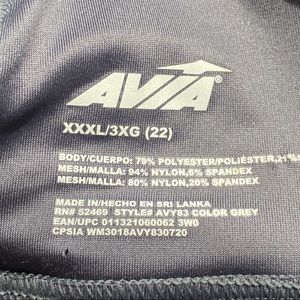 AVIA
XXXL/3XG (22)
BODY/CUERPO: 79% POLYESTER/POLIÉSTER,21%
MESH/MALLA: 94% NYLON,6% SPANDEX
MESH/MALLA: 80% NYLON,20% SPANDEX
MADE IN/HECHO EN SRI LANKA
RN# 52469 STYLE# AVY83 COLOR GREY
EAN/UPC 011321060062 3W0
CPSIA WM3018AVY830720